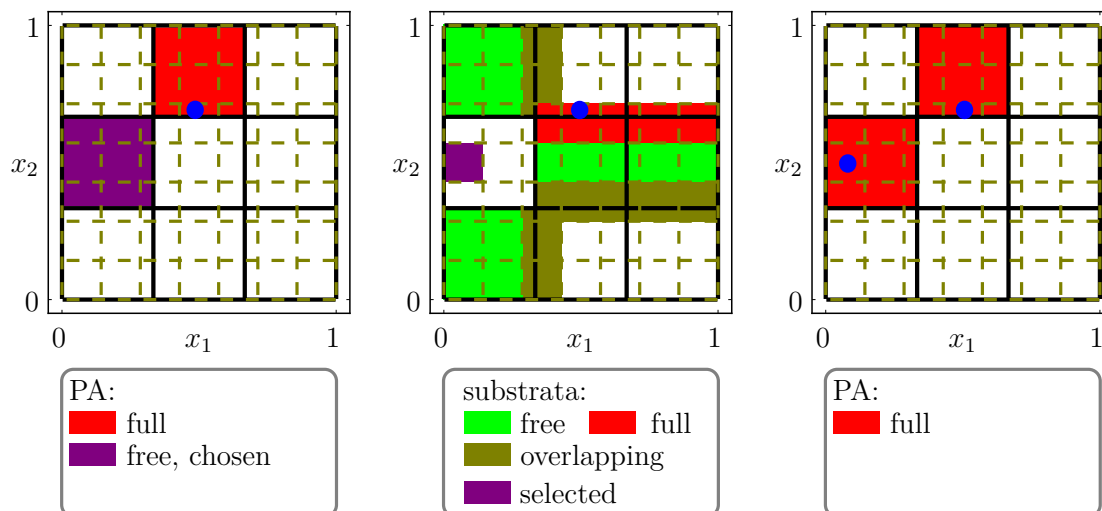 1 1 1
x2 x2 x2
0 0 0
0 x1 1 0 x1 1 0 x1 1
PA: substrata: PA:
full free full full
free, chosen overlapping
selected